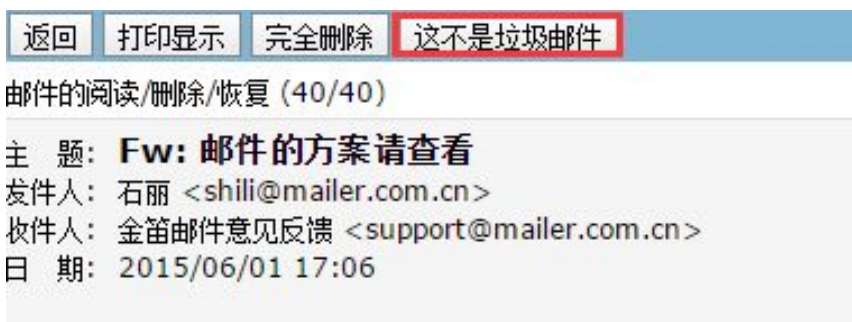 返回 打印显示 完全删除 这不是垃圾邮件
邮件的阅读/删除/恢复 (40/40)
主 题: Fw: 邮件的方案请查看
发件人: 石丽 <shili@mailer.com.cn>
收件人: 金笛邮件意见反馈 <support@mailer.com.cn>
日 期: 2015/06/01 17:06